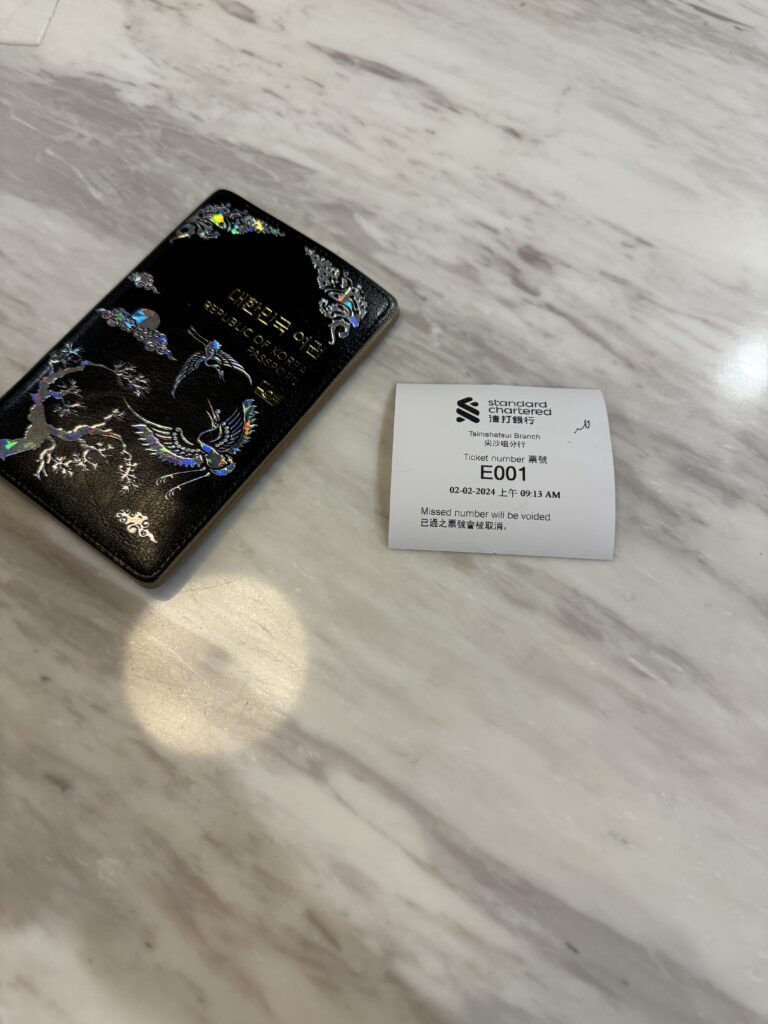 대한민국 여권
REPUBLIC OF KOREA
PASSPORT
standard
chartered
渣打銀行
Tsimshatsui Branch
尖沙咀分行
Ticket number 票號
E001
02-02-2024 上午 09:13 AM
Missed number will be voided.
已過之票號會被取消。